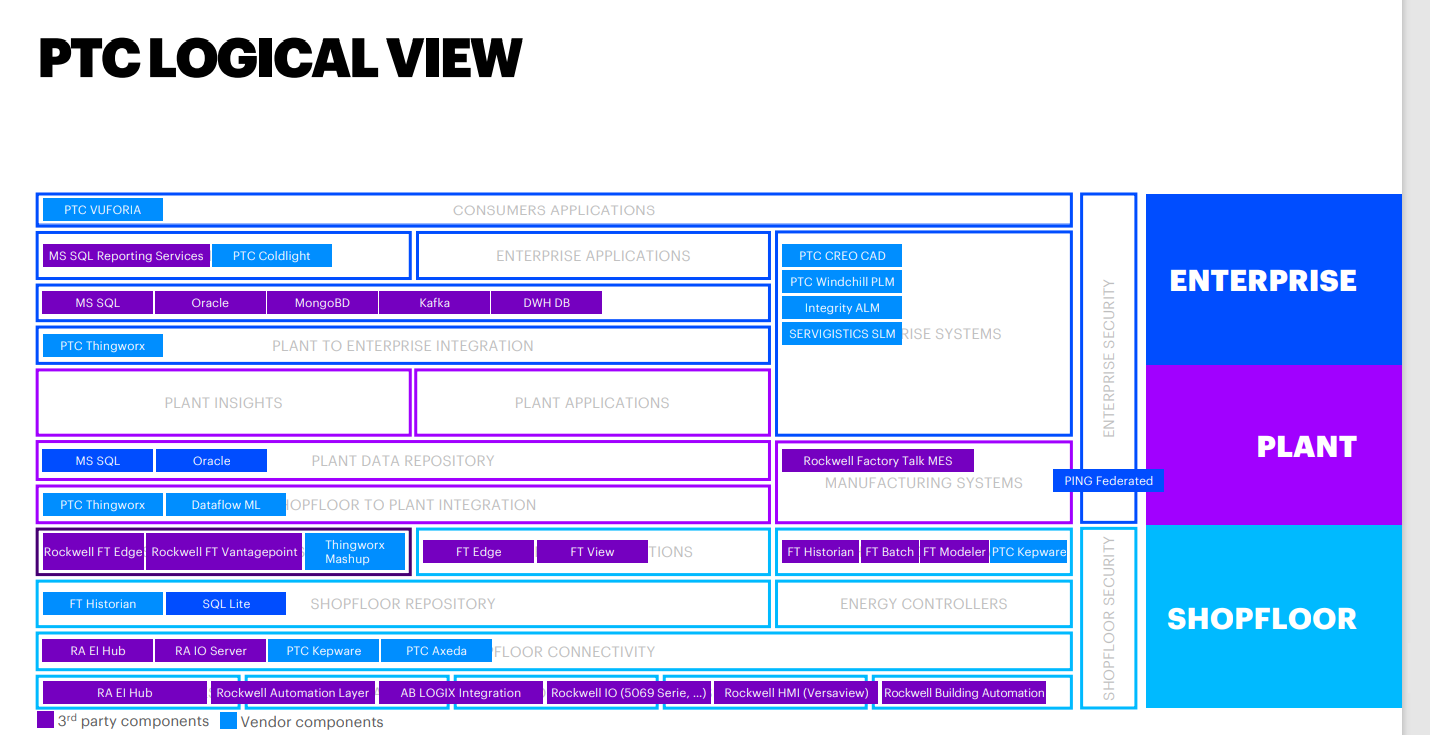 PTC LOGICAL VIEW
PTC VUFORIA
CONSUMERS APPLICATIONS
MS SQL Reporting Services
PTC Coldlight
ENTERPRISE APPLICATIONS
MS SQL
Oracle
MongoBD
Kafka
DWH DB
PTC Thingworx
PLANT TO ENTERPRISE INTEGRATION
PTC CREO CAD
PTC Windchill PLM
Integrity ALM
SERVIGISTICS SLM
RISE SYSTEMS
PLANT INSIGHTS
PLANT APPLICATIONS
MS SQL
Oracle
PLANT DATA REPOSITORY
PTC Thingworx
Dataflow ML
HOPFLOOR TO PLANT INTEGRATION
Rockwell Factory Talk MES
MANUFACTURING SYSTEMS
Rockwell FT Edge
Rockwell FT Vantagepoint
Thingworx
Mashup
FT Edge
FT View
TIONS
FT Historian
FT Batch
FT Modeler
PTC Kepware
FT Historian
SQL Lite
SHOPFLOOR REPOSITORY
ENERGY CONTROLLERS
RA EI Hub
RA IO Server
PTC Kepware
PTC Axeda
PFLOOR CONNECTIVITY
RA EI Hub
Rockwell Automation Layer
AB LOGIX Integration
Rockwell IO (5069 Serie, ...)
Rockwell HMI (Versaview)
Rockwell Building Automation
ENTERPRISE SECURITY
PING Federated
SHOPFLOOR SECURITY
ENTERPRISE
PLANT
SHOPFLOOR
3rd party components
Vendor components